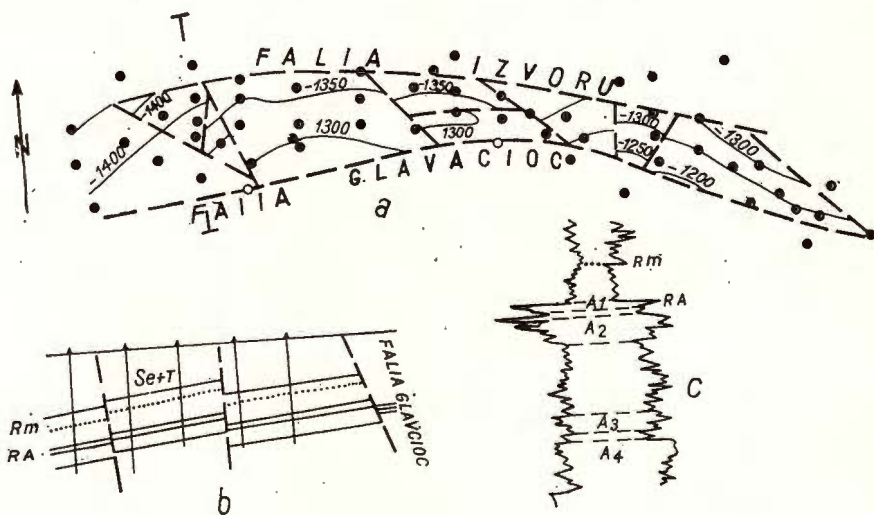 T
FALIA IZVORU
-1400
-1350
-1350
-1300
-1300
-1400
1300
1300
-1250
-1200
N
FALIA G.LAVACIOC
I
a
Rm
A1 RA
A2
A3
A4
C
Se+T
Rm
RA
FALIA GLAVCIOC
b